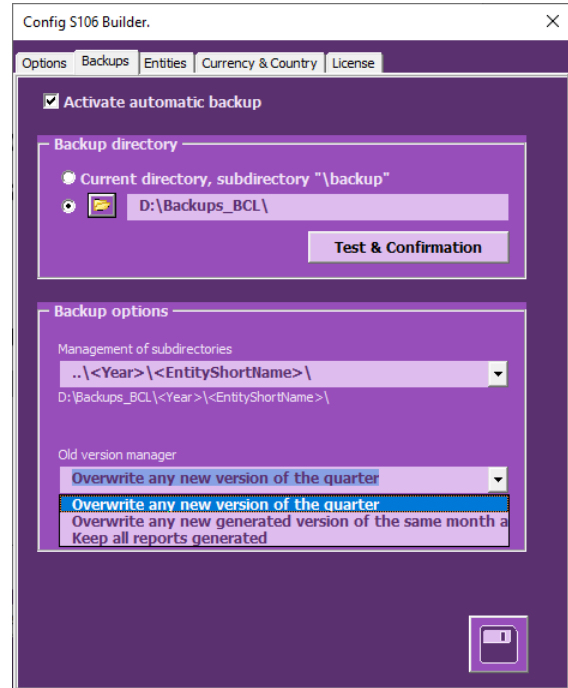 Config S106 Builder.
Options Backups Entities Currency & Country License
Activate automatic backup
Backup directory
Current directory, subdirectory "\backup"
D:\Backups_BCL\
Test & Confirmation
Backup options
Management of subdirectories
..\<Year>\<EntityShortName>\
D:\Backups_BCL\<Year>\<EntityShortName>\
Old version manager
Overwrite any new version of the quarter
Overwrite any new version of the quarter
Overwrite any new generated version of the same month a
Keep all reports generated